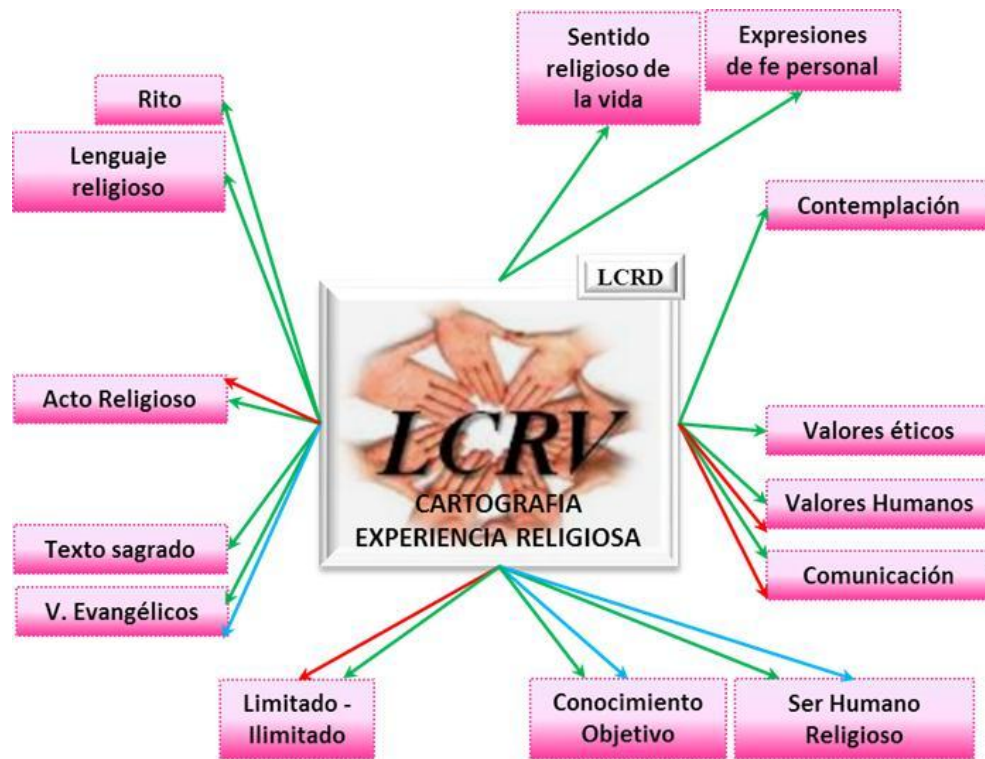 Sentido
religioso de
la vida
Expresiones
de fe personal
Rito
Lenguaje
religioso
Contemplación
LCRD
Acto Religioso
LCRV
CARTOGRAFIA
EXPERIENCIA RELIGIOSA
Valores éticos
Valores Humanos
Texto sagrado
Comunicación
V. Evangélicos
Limitado -
Ilimitado
Conocimiento
Objetivo
Ser Humano
Religioso